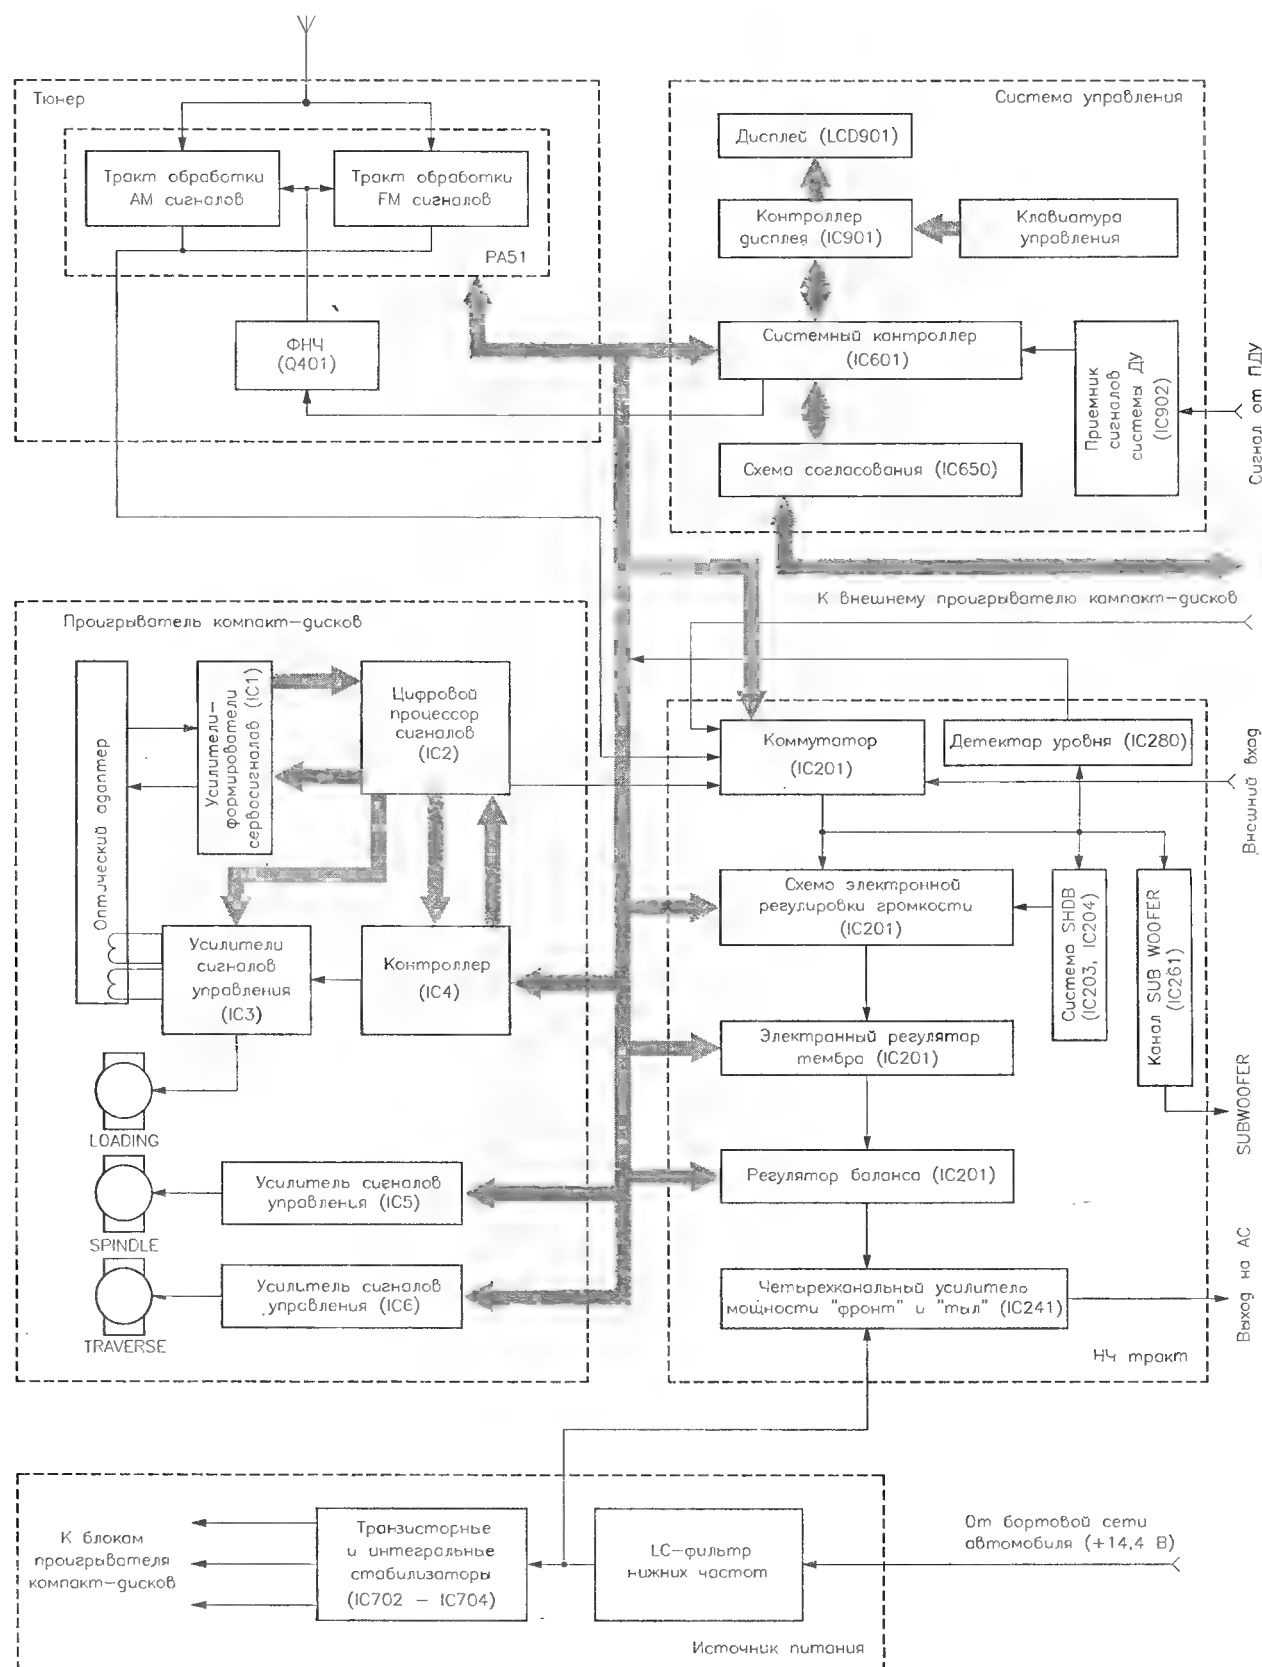 Тюнер
Тракт обработки
АМ сигналов
Тракт обработки
FM сигналов
PA51
ФНЧ
(Q401)
Система управления
Дисплей (LCD901)
Контроллер
дисплея (IC901)
Клавиатура
управления
Системный контроллер
(IC601)
Приемник
сигналов
системы ДУ
(IC902)
Сигнал от ПДУ
Схема согласования (IC650)
К внешнему проигрывателю кампакт-дисков
Проигрыватель компакт-дисков
Оптический адаптер
Усилители-
формирователи
сервосигналов (IC1)
Цифровой
процессор
сигналов
(IC2)
Усилители
сигналов
управления
(IC3)
Контроллер
(IC4)
LOADING
Усилитель сигналов
управления (IC5)
SPINDLE
Усилитель сигналов
управления (IC6)
TRAVERSE
Коммутатор
(IC201)
Детектар уровня (IC280)
Внешний вход
Схемо электронной
регулировки громкости
(IC201)
Система SHDB
(IC203, IC204)
Канал SUB WOOFER
(IC261)
Электранный регулятар
тембра (IC201)
SUBWOOFER
Регулятор баланса (IC201)
Четырехканальный усилитель
мощности "фронт" и "тыл" (IC241)
Выход на АС
НЧ тракт
К блокам
проигрывателя
компакт-дисков
Транзисторные
и интегральные
стабилизаторы
(IC702 – IC704)
LC-фильтр
нижних частот
От бортовой сети
автомобиля (+14,4 В)
Источник питания